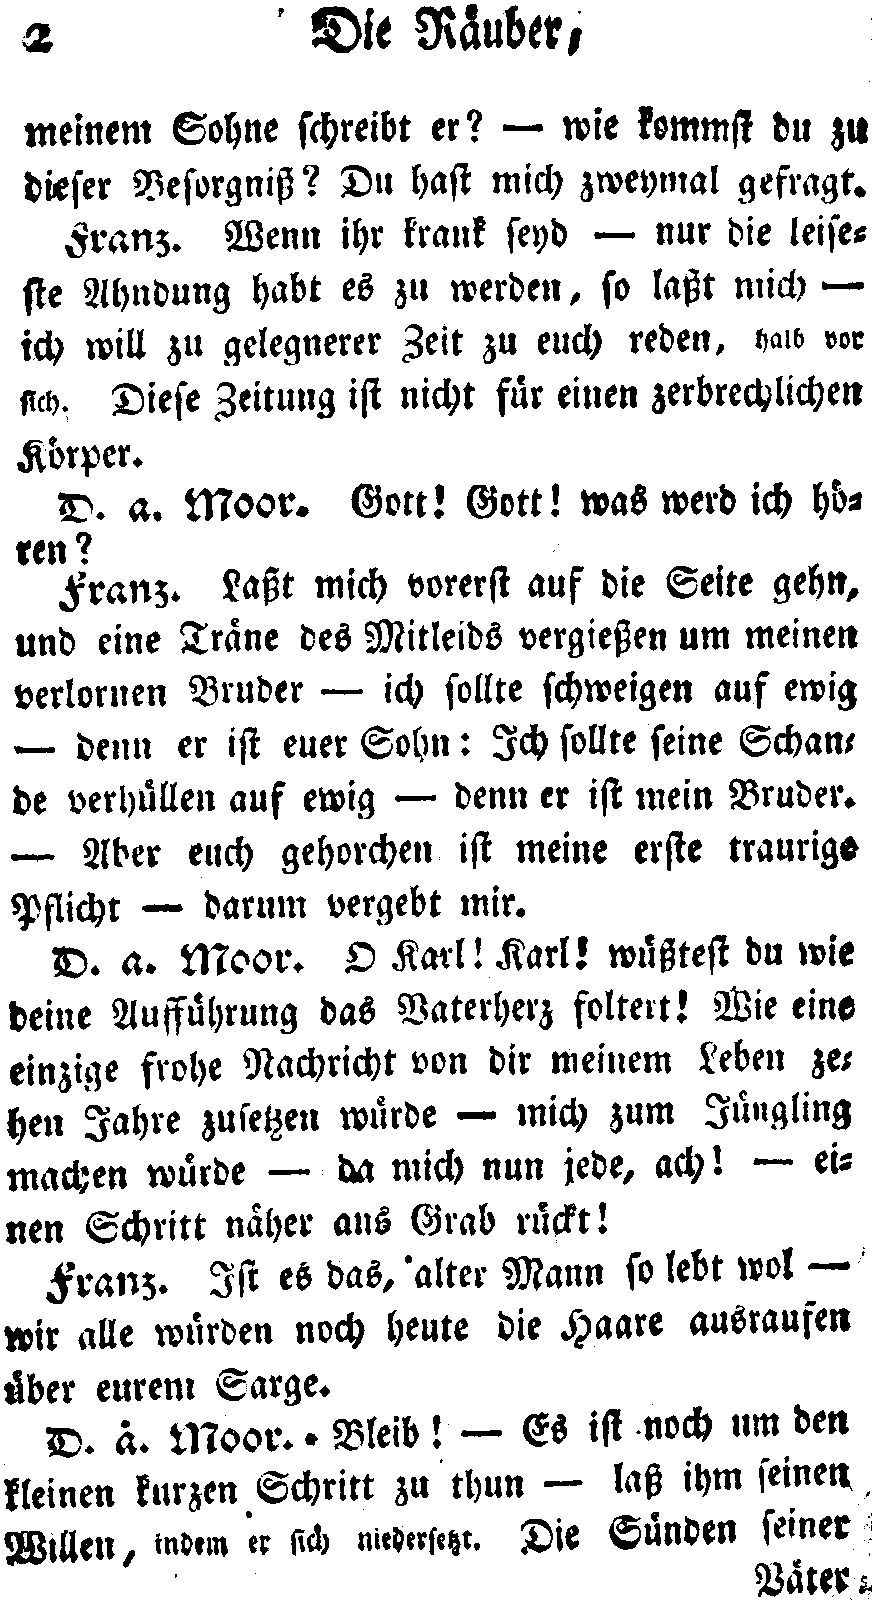 2 Die Räuber,
meinem Sohne schreibt er? — wie kommst du zu
dieser Besorgniß? Du hast mich zweymal gefragt.
Franz. Wenn ihr krank seyd — nur die leise-
ste Ahndung habt es zu werden, so laßt mich —
ich will zu gelegnerer Zeit zu euch reden, halb vor
sich. Diese Zeitung ist nicht für einen zerbrechlichen
Körper.
D. a. Moor. Gott! Gott! was werd ich hö-
ren?
Franz. Laßt mich vorerst auf die Seite gehn,
und eine Träne des Mitleids vergießen um meinen
verlornen Bruder — ich sollte schweigen auf ewig
— denn er ist euer Sohn: Ich sollte seine Schan-
de verhüllen auf ewig — denn er ist mein Bruder.
— Aber euch gehorchen ist meine erste traurige
Pflicht — darum vergebt mir.
D. a. Moor. O Karl! Karl! wüßtest du wie
deine Aufführung das Vaterherz foltert! Wie eine
einzige frohe Nachricht von dir meinem Leben ze-
hen Jahre zusetzen würde — mich zum Jüngling
machen würde — da mich nun jede, ach! — ei-
nen Schritt näher ans Grab rückt!
Franz. Ist es das, alter Mann so lebt wol —
wir alle würden noch heute die Haare ausraufen
über eurem Sarge.
D. a. Moor. Bleib! — Es ist noch um den
kleinen kurzen Schritt zu thun — laß ihm seinen
Willen, indem er sich niedersetzt. Die Sünden seiner
Väter